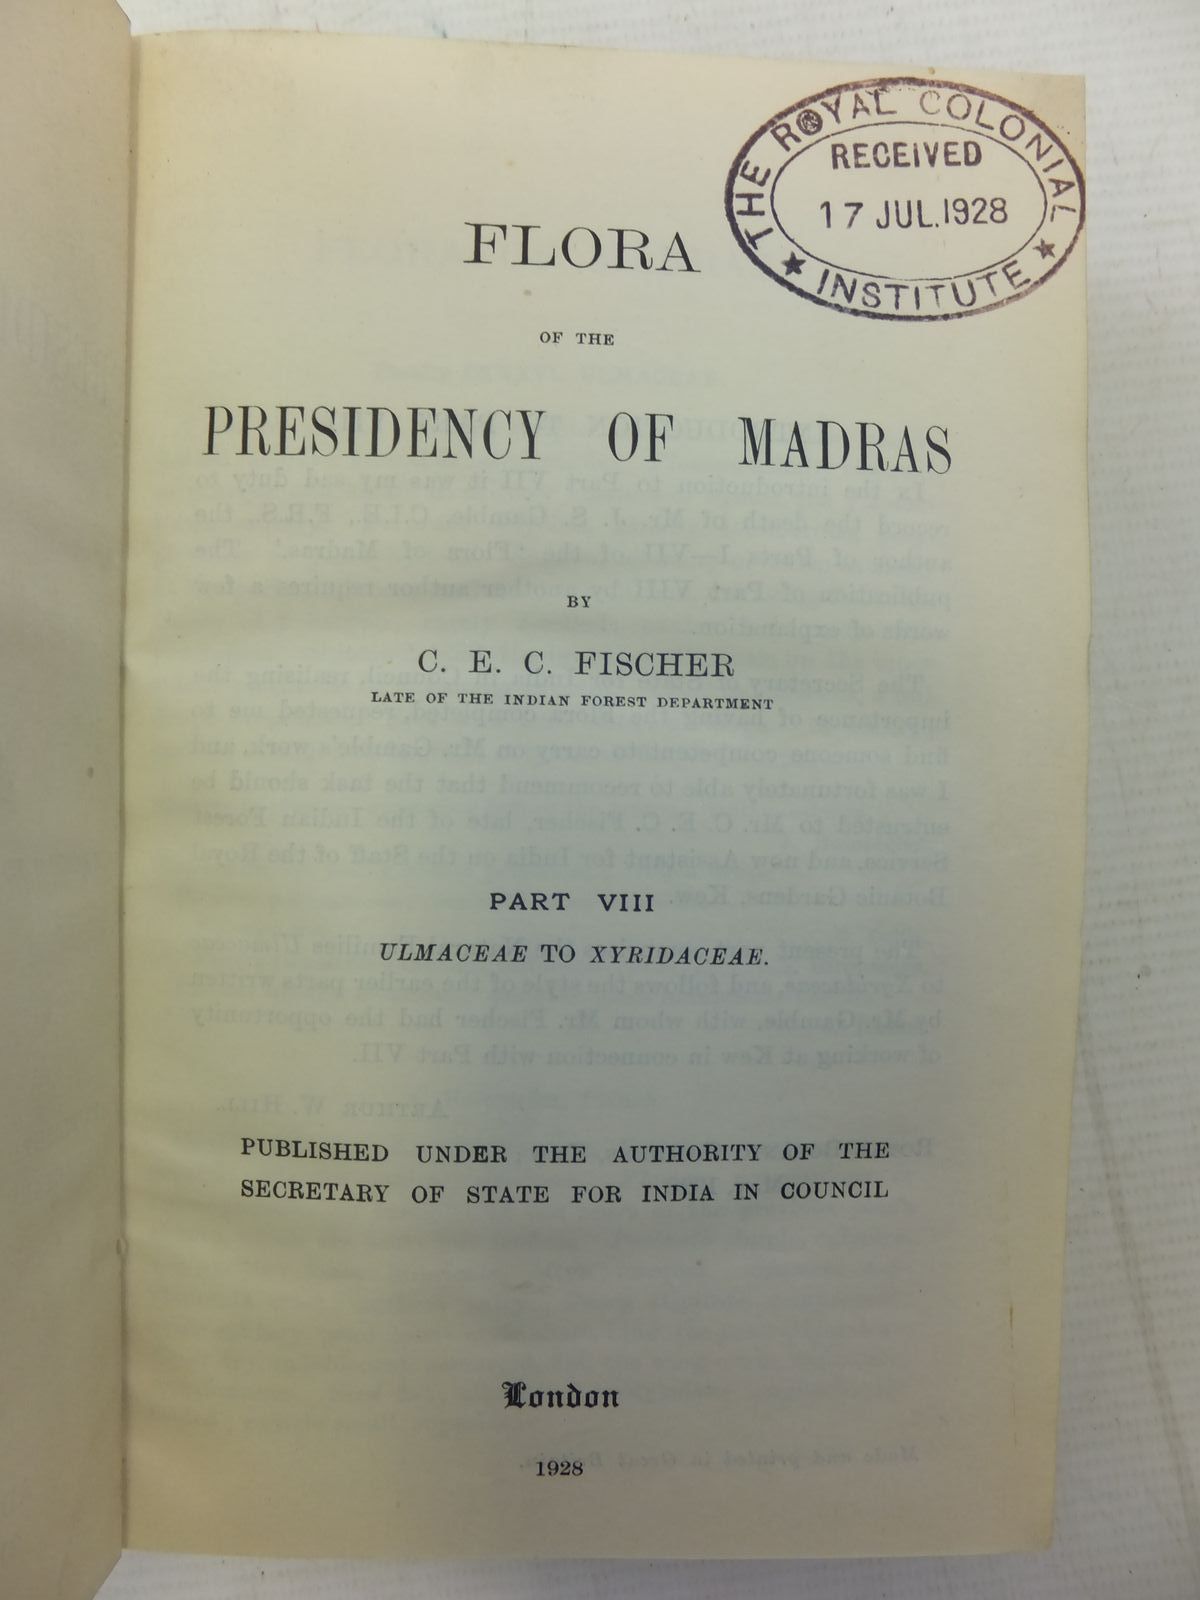 THE ROYAL COLONIAL
RECEIVED
17 JUL. 1928
★ INSTITUTE ★
FLORA
OF THE
PRESIDENCY OF MADRAS
BY
C. E. C. FISCHER
LATE OF THE INDIAN FOREST DEPARTMENT
PART VIII
ULMACEAE TO XYRIDACEAE.
PUBLISHED UNDER THE AUTHORITY OF THE
SECRETARY OF STATE FOR INDIA IN COUNCIL
London
1928